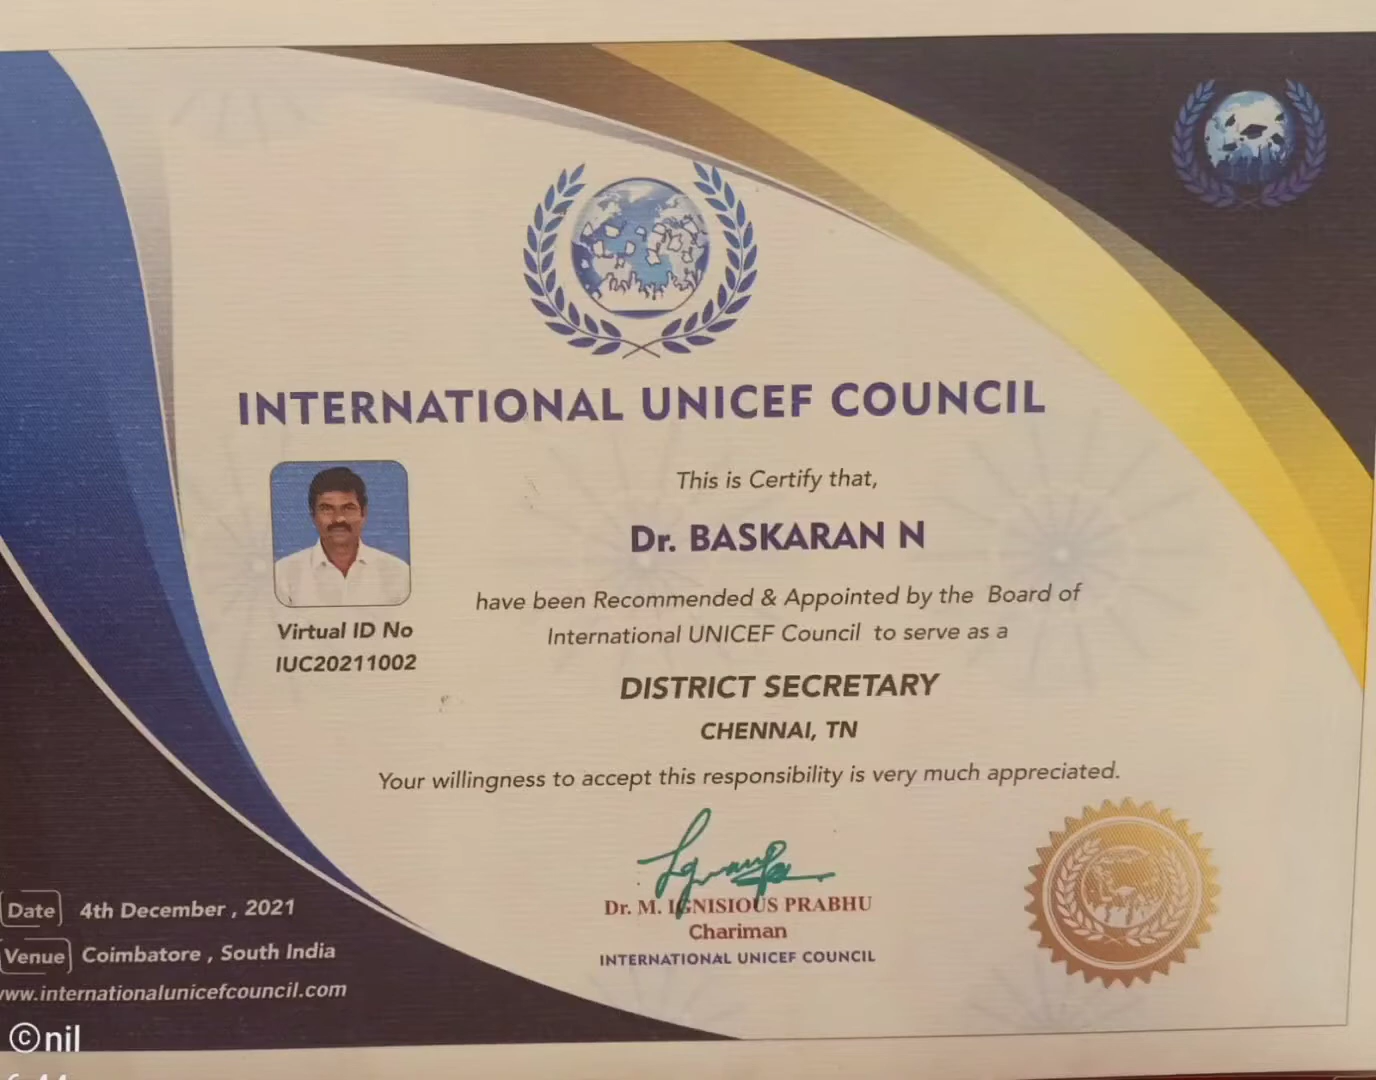 INTERNATIONAL UNICEF COUNCIL
This is Certify that,
Dr. BASKARAN N
have been Recommended & Appointed by the Board of
International UNICEF Council to serve as a
DISTRICT SECRETARY
CHENNAI, TN
Your willingness to accept this responsibility is very much appreciated.
Virtual ID No
IUC20211002
Dr. M. IGNISIOUS PRABHU
Chariman
INTERNATIONAL UNICEF COUNCIL
Date 4th December , 2021
Venue Coimbatore , South India
www.internationalunicefcouncil.com
©nil